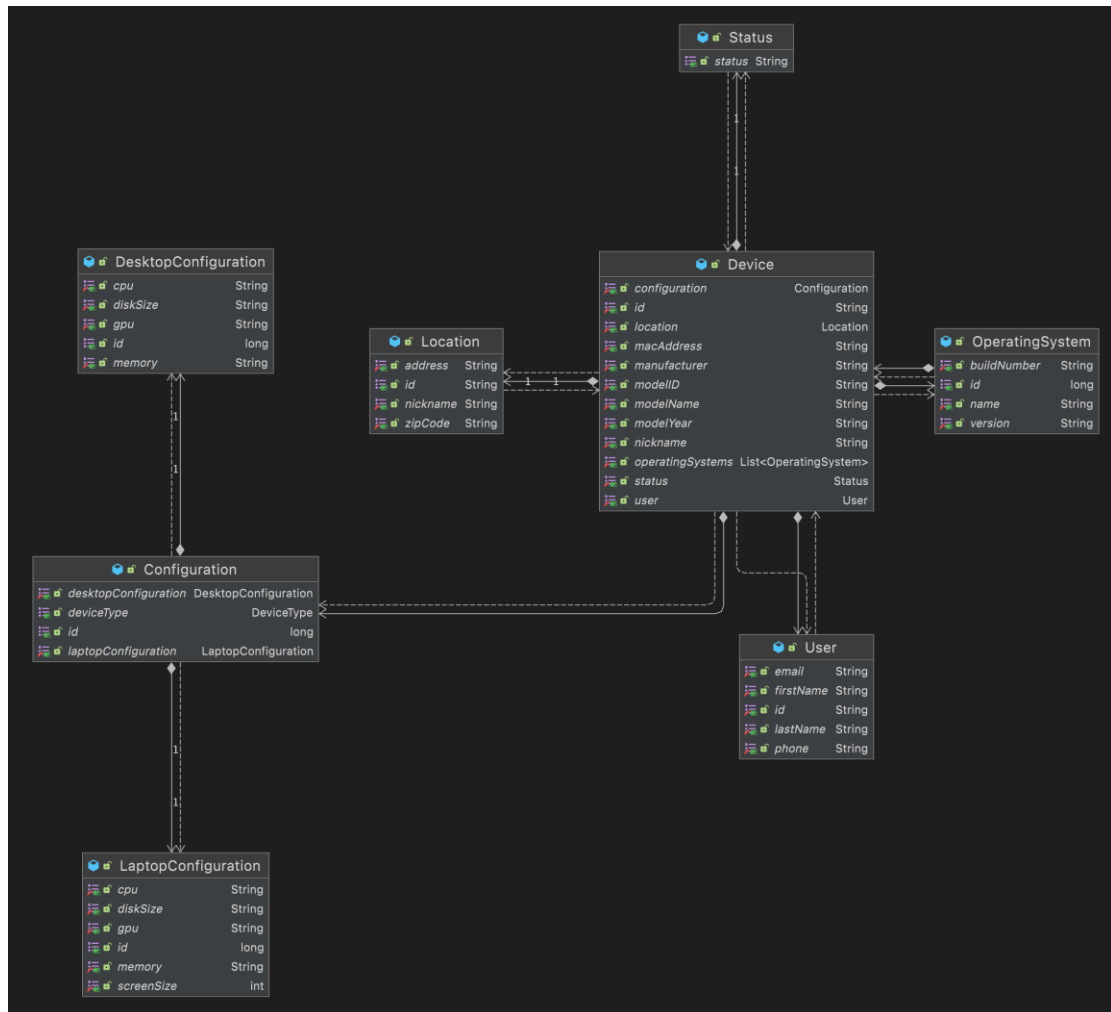 Status
status String
1
1
Device
configuration Configuration
id String
location Location
macAddress String
manufacturer String
modelID String
modelName String
modelYear String
nickname String
operatingSystems List<OperatingSystem>
status Status
user User
DesktopConfiguration
cpu String
diskSize String
gpu String
id long
memory String
Location
address String
id String
nickname String
zipCode String
1 1
OperatingSystem
buildNumber String
id long
name String
version String
1
1
Configuration
desktopConfiguration DesktopConfiguration
deviceType DeviceType
id long
laptopConfiguration LaptopConfiguration
User
email String
firstName String
id String
lastName String
phone String
1
1
LaptopConfiguration
cpu String
diskSize String
gpu String
id long
memory String
screenSize int